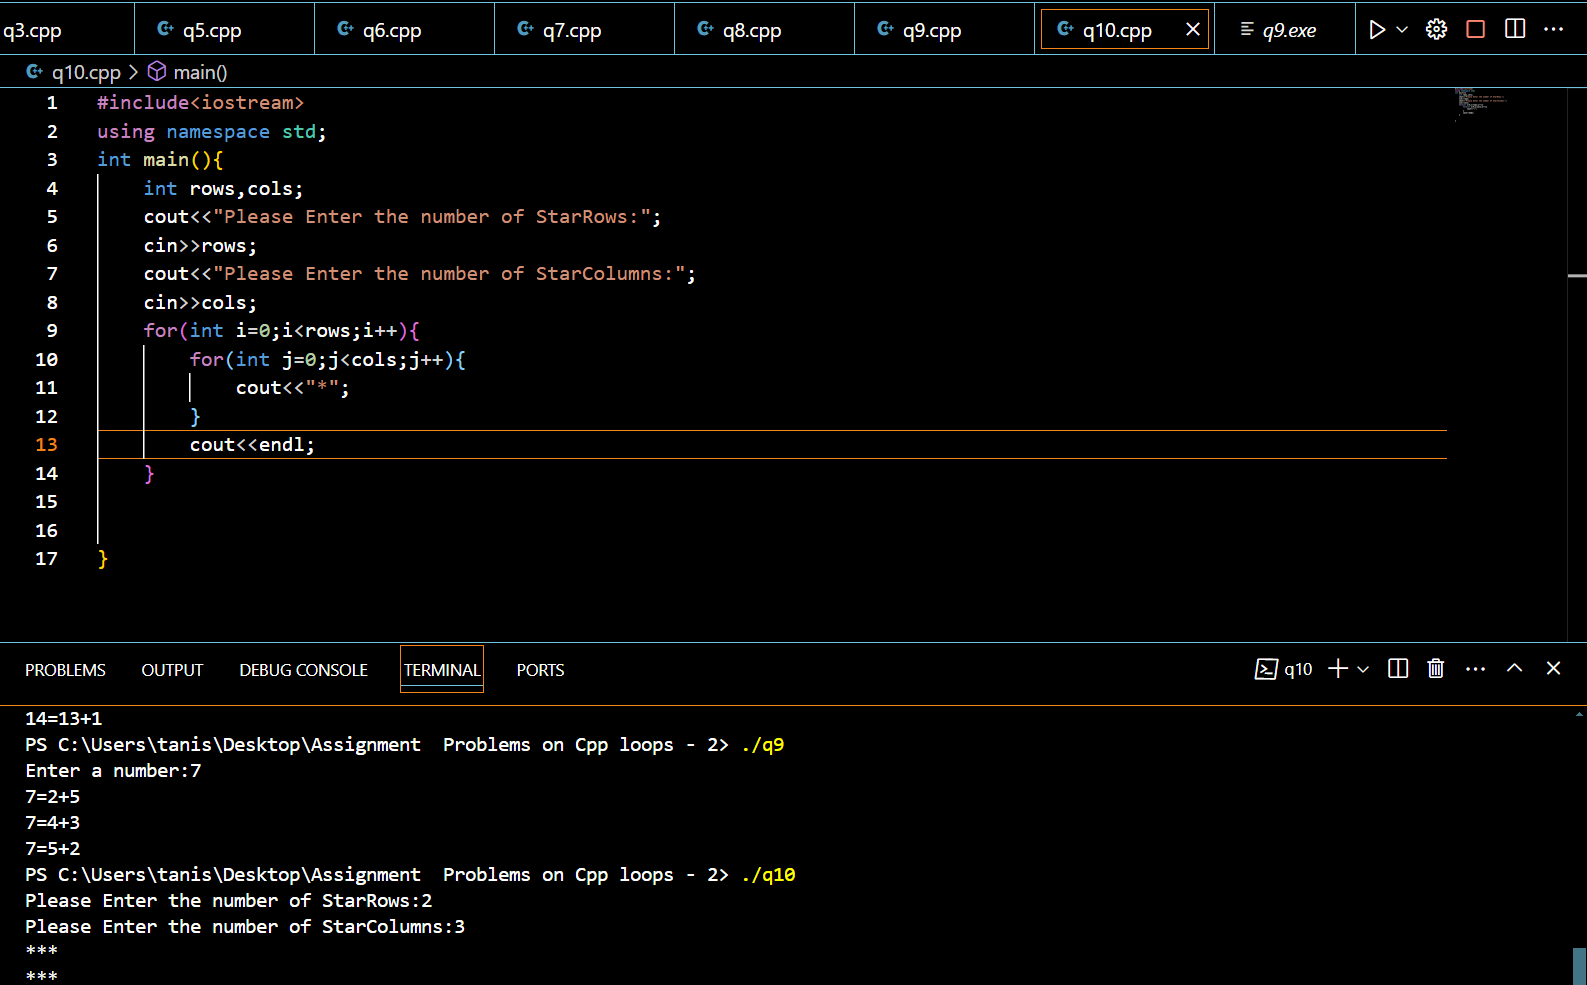 q3.cpp q5.cpp q6.cpp q7.cpp q8.cpp q9.cpp q10.cpp q9.exe
q10.cpp > main()
1 #include<iostream>
2 using namespace std;
3 int main(){
4     int rows,cols;
5     cout<<"Please Enter the number of StarRows:";
6     cin>>rows;
7     cout<<"Please Enter the number of StarColumns:";
8     cin>>cols;
9     for(int i=0;i<rows;i++){
10         for(int j=0;j<cols;j++){
11             cout<<"*";
12         }
13         cout<<endl;
14     }
15
16
17 }
PROBLEMS OUTPUT DEBUG CONSOLE TERMINAL PORTS q10
14=13+1
PS C:\Users\tanis\Desktop\Assignment  Problems on Cpp loops - 2> ./q9
Enter a number:7
7=2+5
7=4+3
7=5+2
PS C:\Users\tanis\Desktop\Assignment  Problems on Cpp loops - 2> ./q10
Please Enter the number of StarRows:2
Please Enter the number of StarColumns:3
***
***